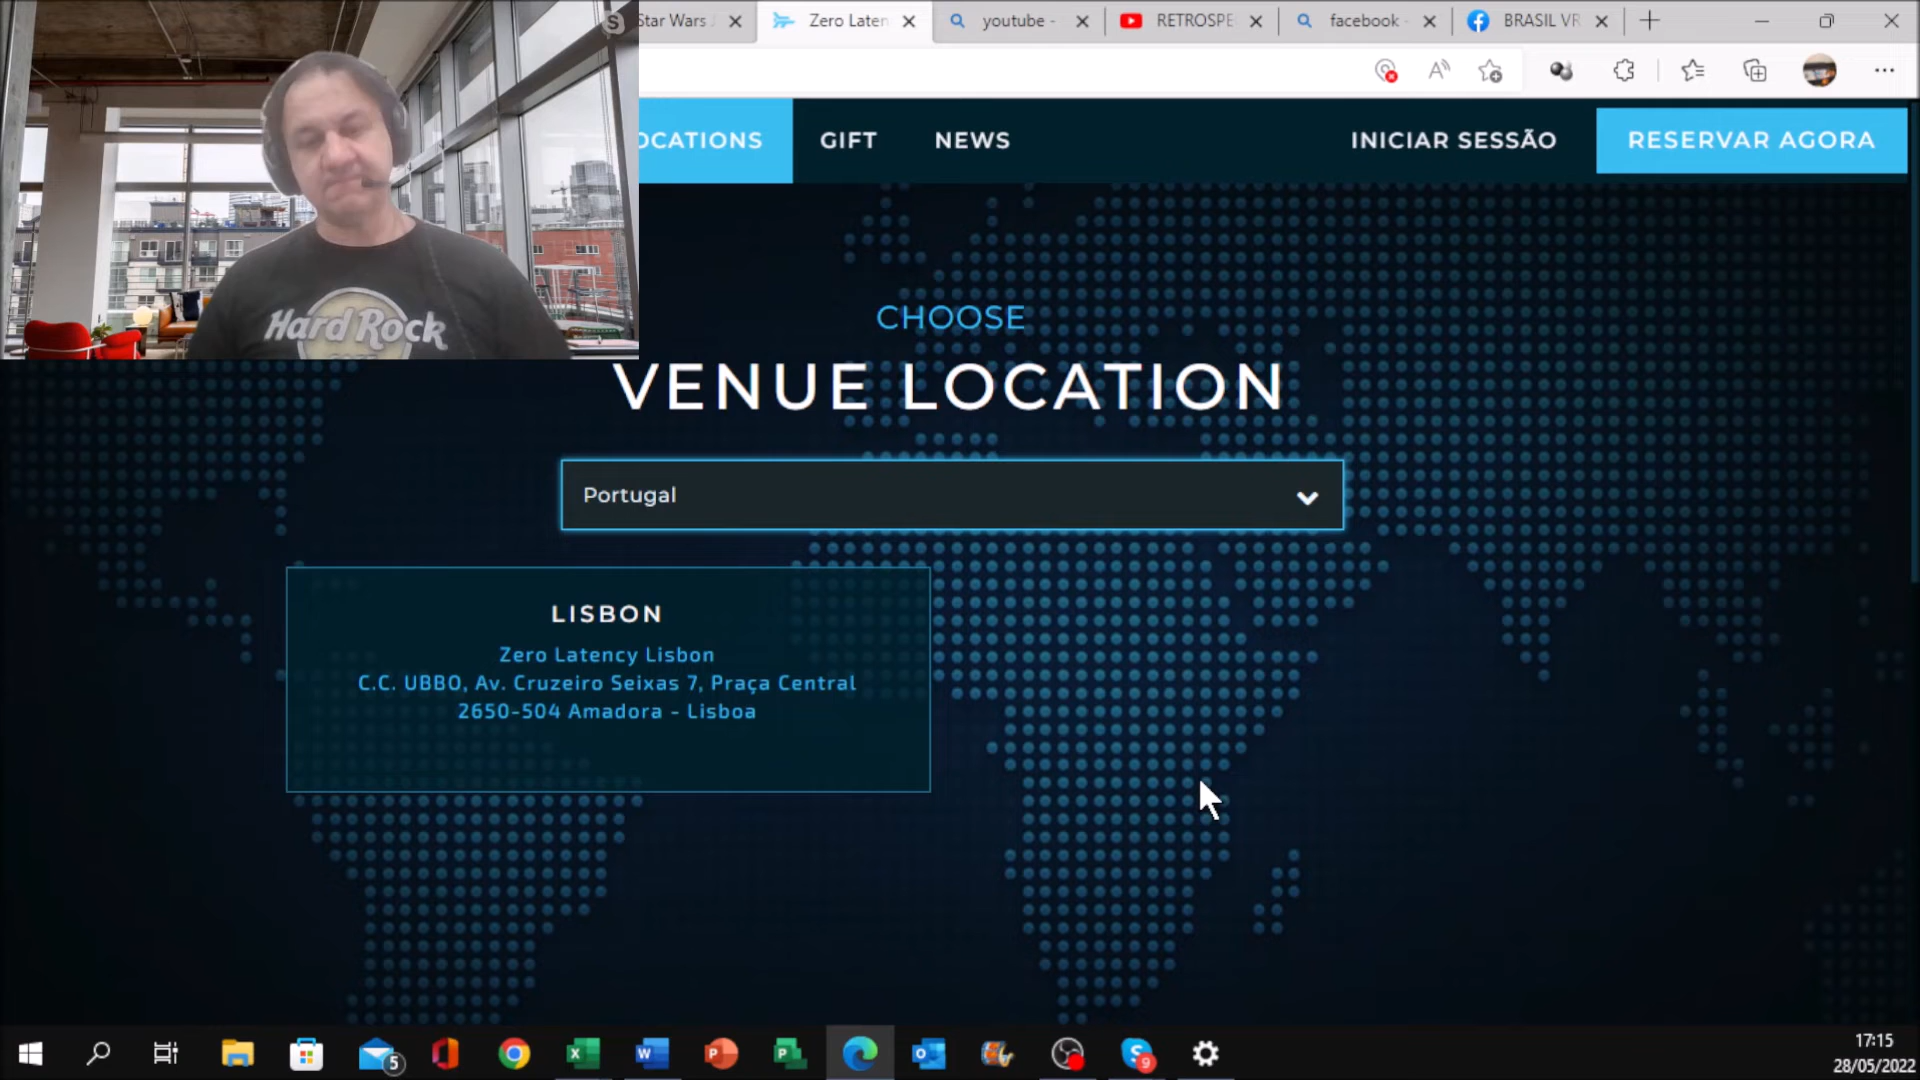 Star Wars J
Zero Laten
youtube -
RETROSPE
facebook -
BRASIL VR
OCATIONS
GIFT
NEWS
INICIAR SESSÃO
RESERVAR AGORA
Hard Rock
CHOOSE
VENUE LOCATION
Portugal
LISBON
Zero Latency Lisbon
C.C. UBBO, Av. Cruzeiro Seixas 7, Praça Central
2650-504 Amadora - Lisboa
5
9
17:15
28/05/2022